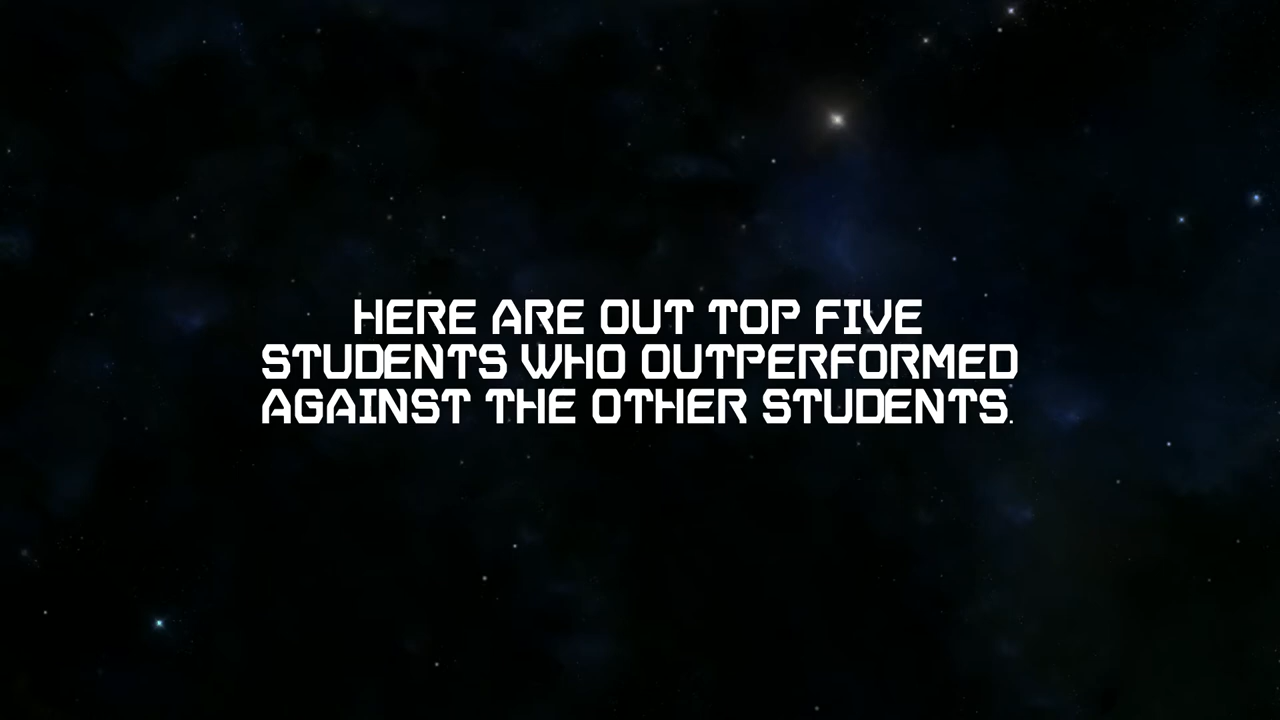 HERE ARE OUT TOP FIVE
STUDENTS WHO OUTPERFORMED
AGAINST THE OTHER STUDENTS.